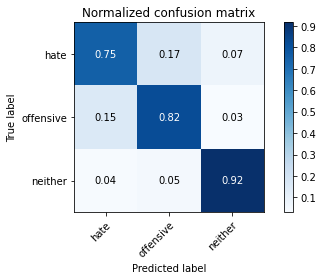 Normalized confusion matrix
True label
hate
0.75 0.17 0.07
offensive
0.15 0.82 0.03
neither
0.04 0.05 0.92
hate offensive neither
Predicted label
0.9
0.8
0.7
0.6
0.5
0.4
0.3
0.2
0.1